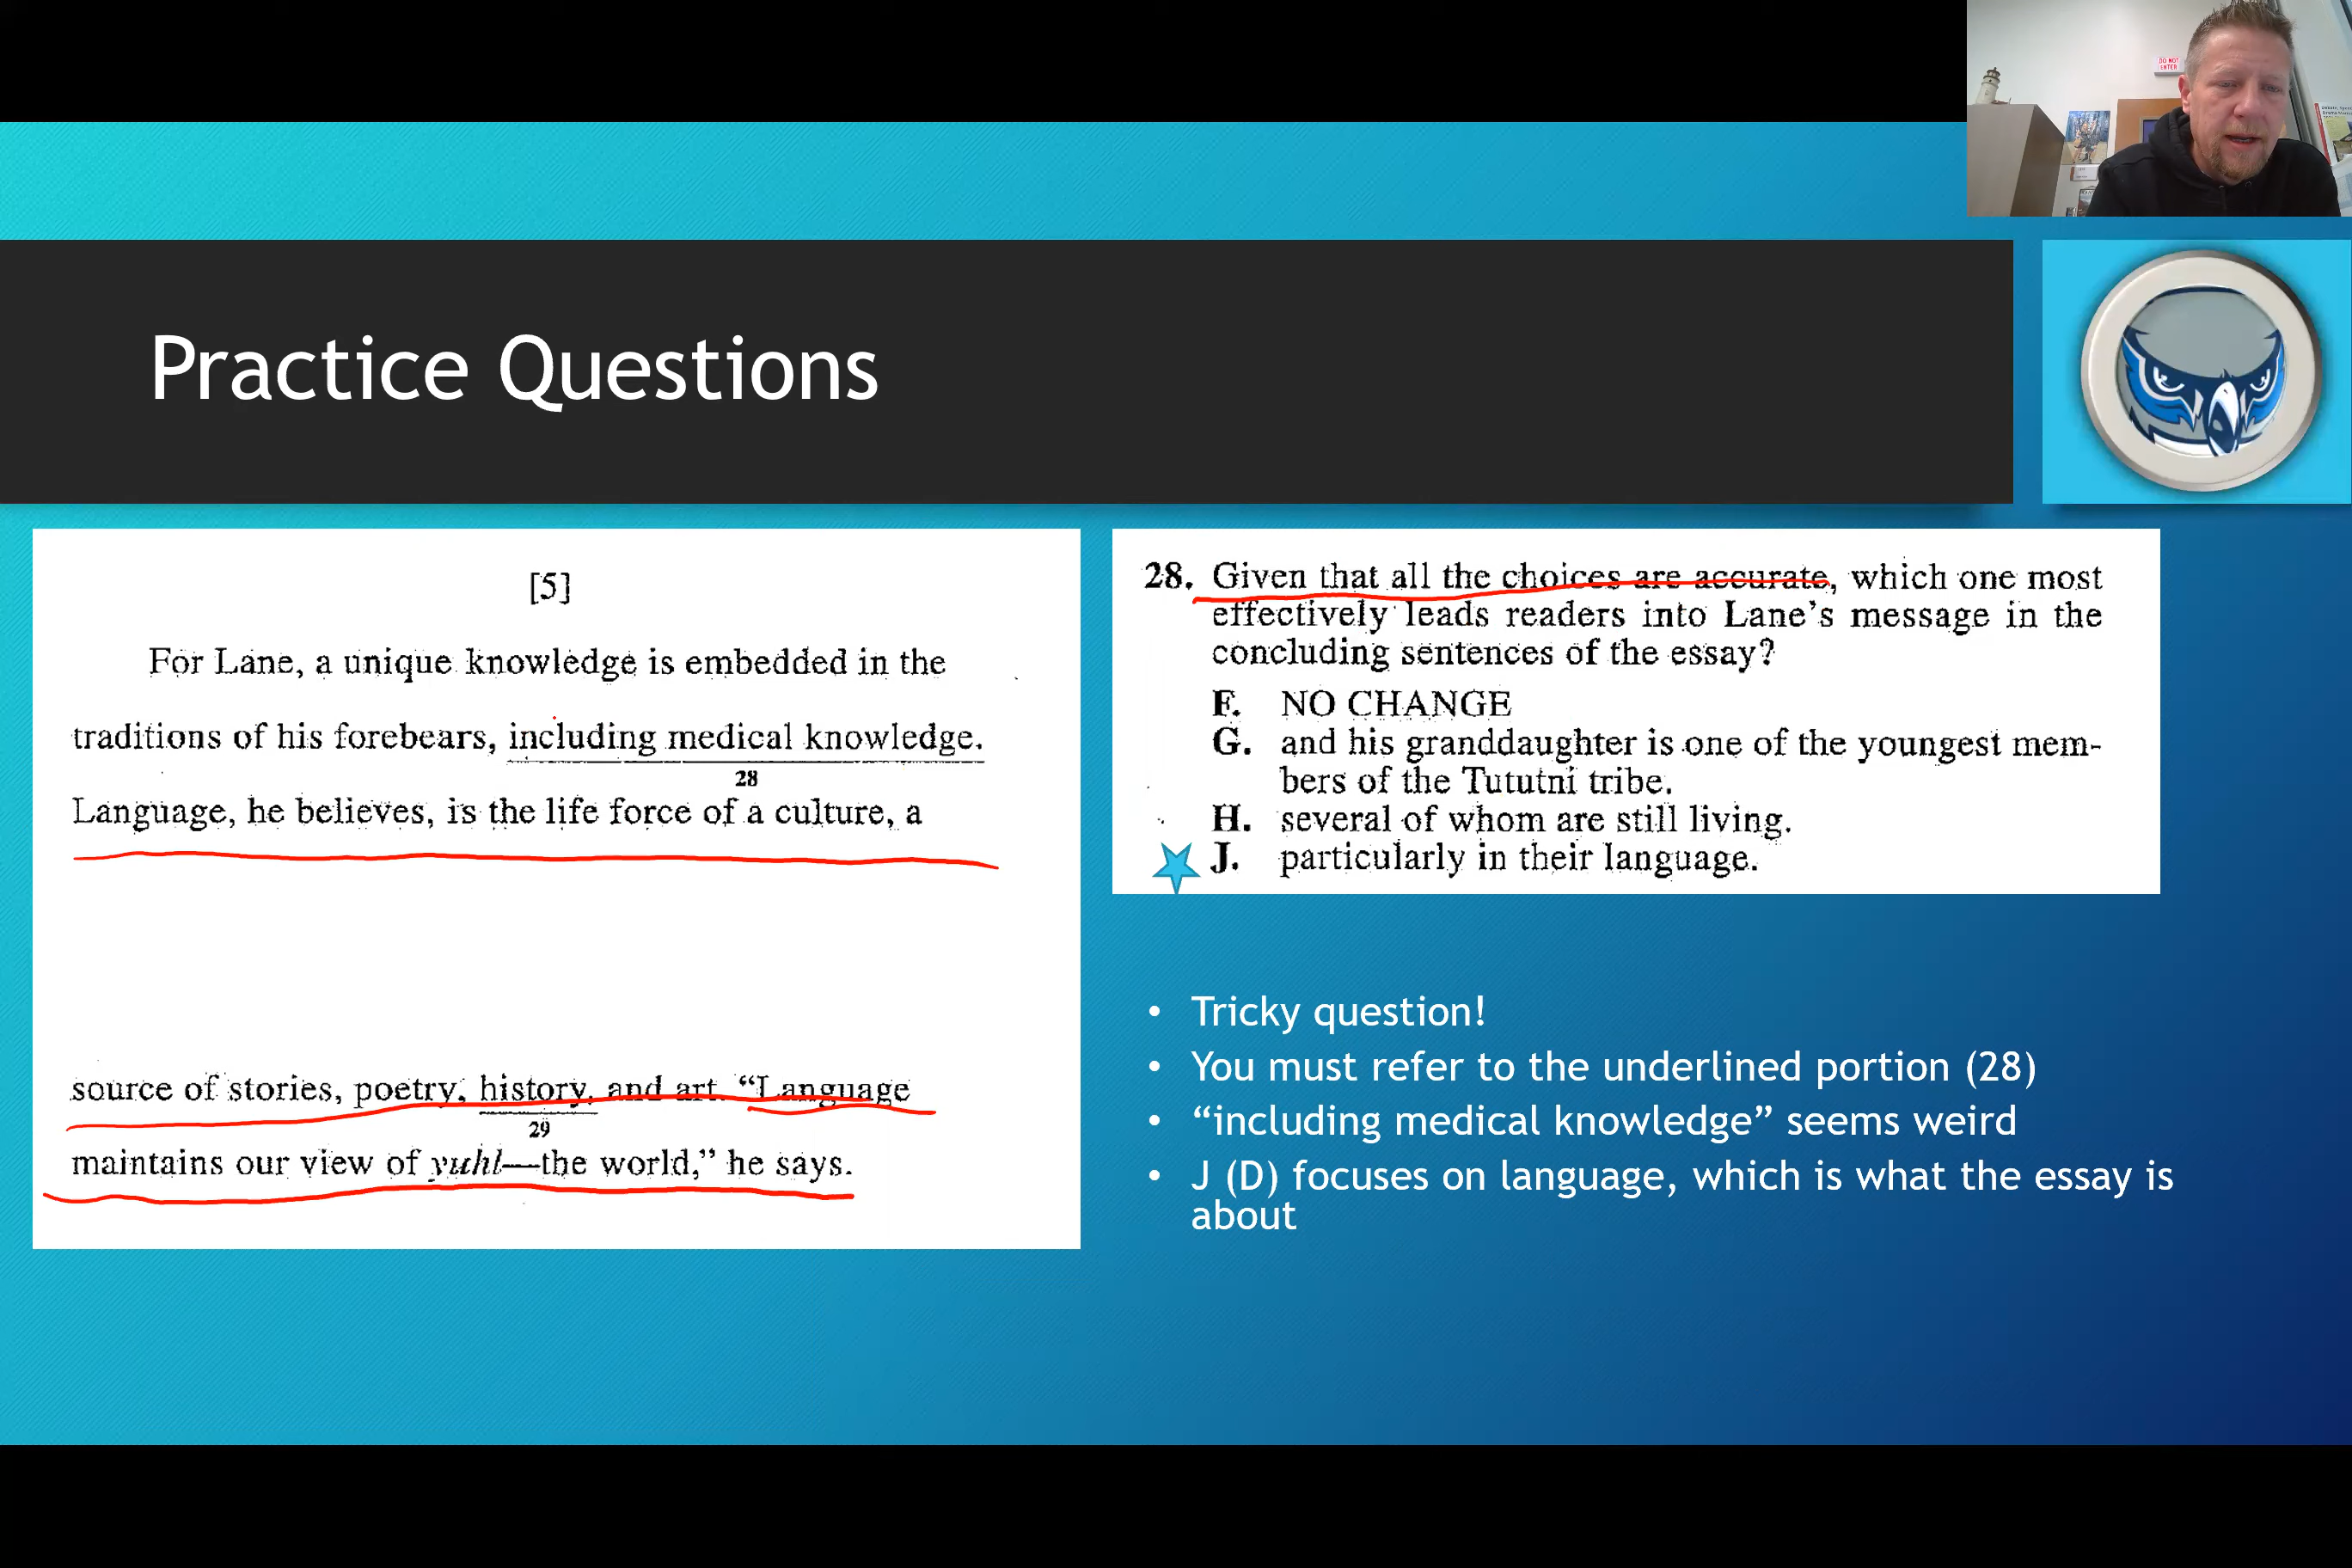 DO NOT
ENTER
Practice Questions
[5]
For Lane, a unique knowledge is embedded in the
traditions of his forebears, including medical knowledge.
28
Language, he believes, is the life force of a culture, a
source of stories, poetry, history, and art. “Language
29
maintains our view of yuhl—the world,” he says.
28. Given that all the choices are accurate, which one most
effectively leads readers into Lane’s message in the
concluding sentences of the essay?
F. NO CHANGE
G. and his granddaughter is one of the youngest mem-
bers of the Tututni tribe.
H. several of whom are still living.
J. particularly in their language.
• Tricky question!
• You must refer to the underlined portion (28)
• “including medical knowledge” seems weird
• J (D) focuses on language, which is what the essay is
about